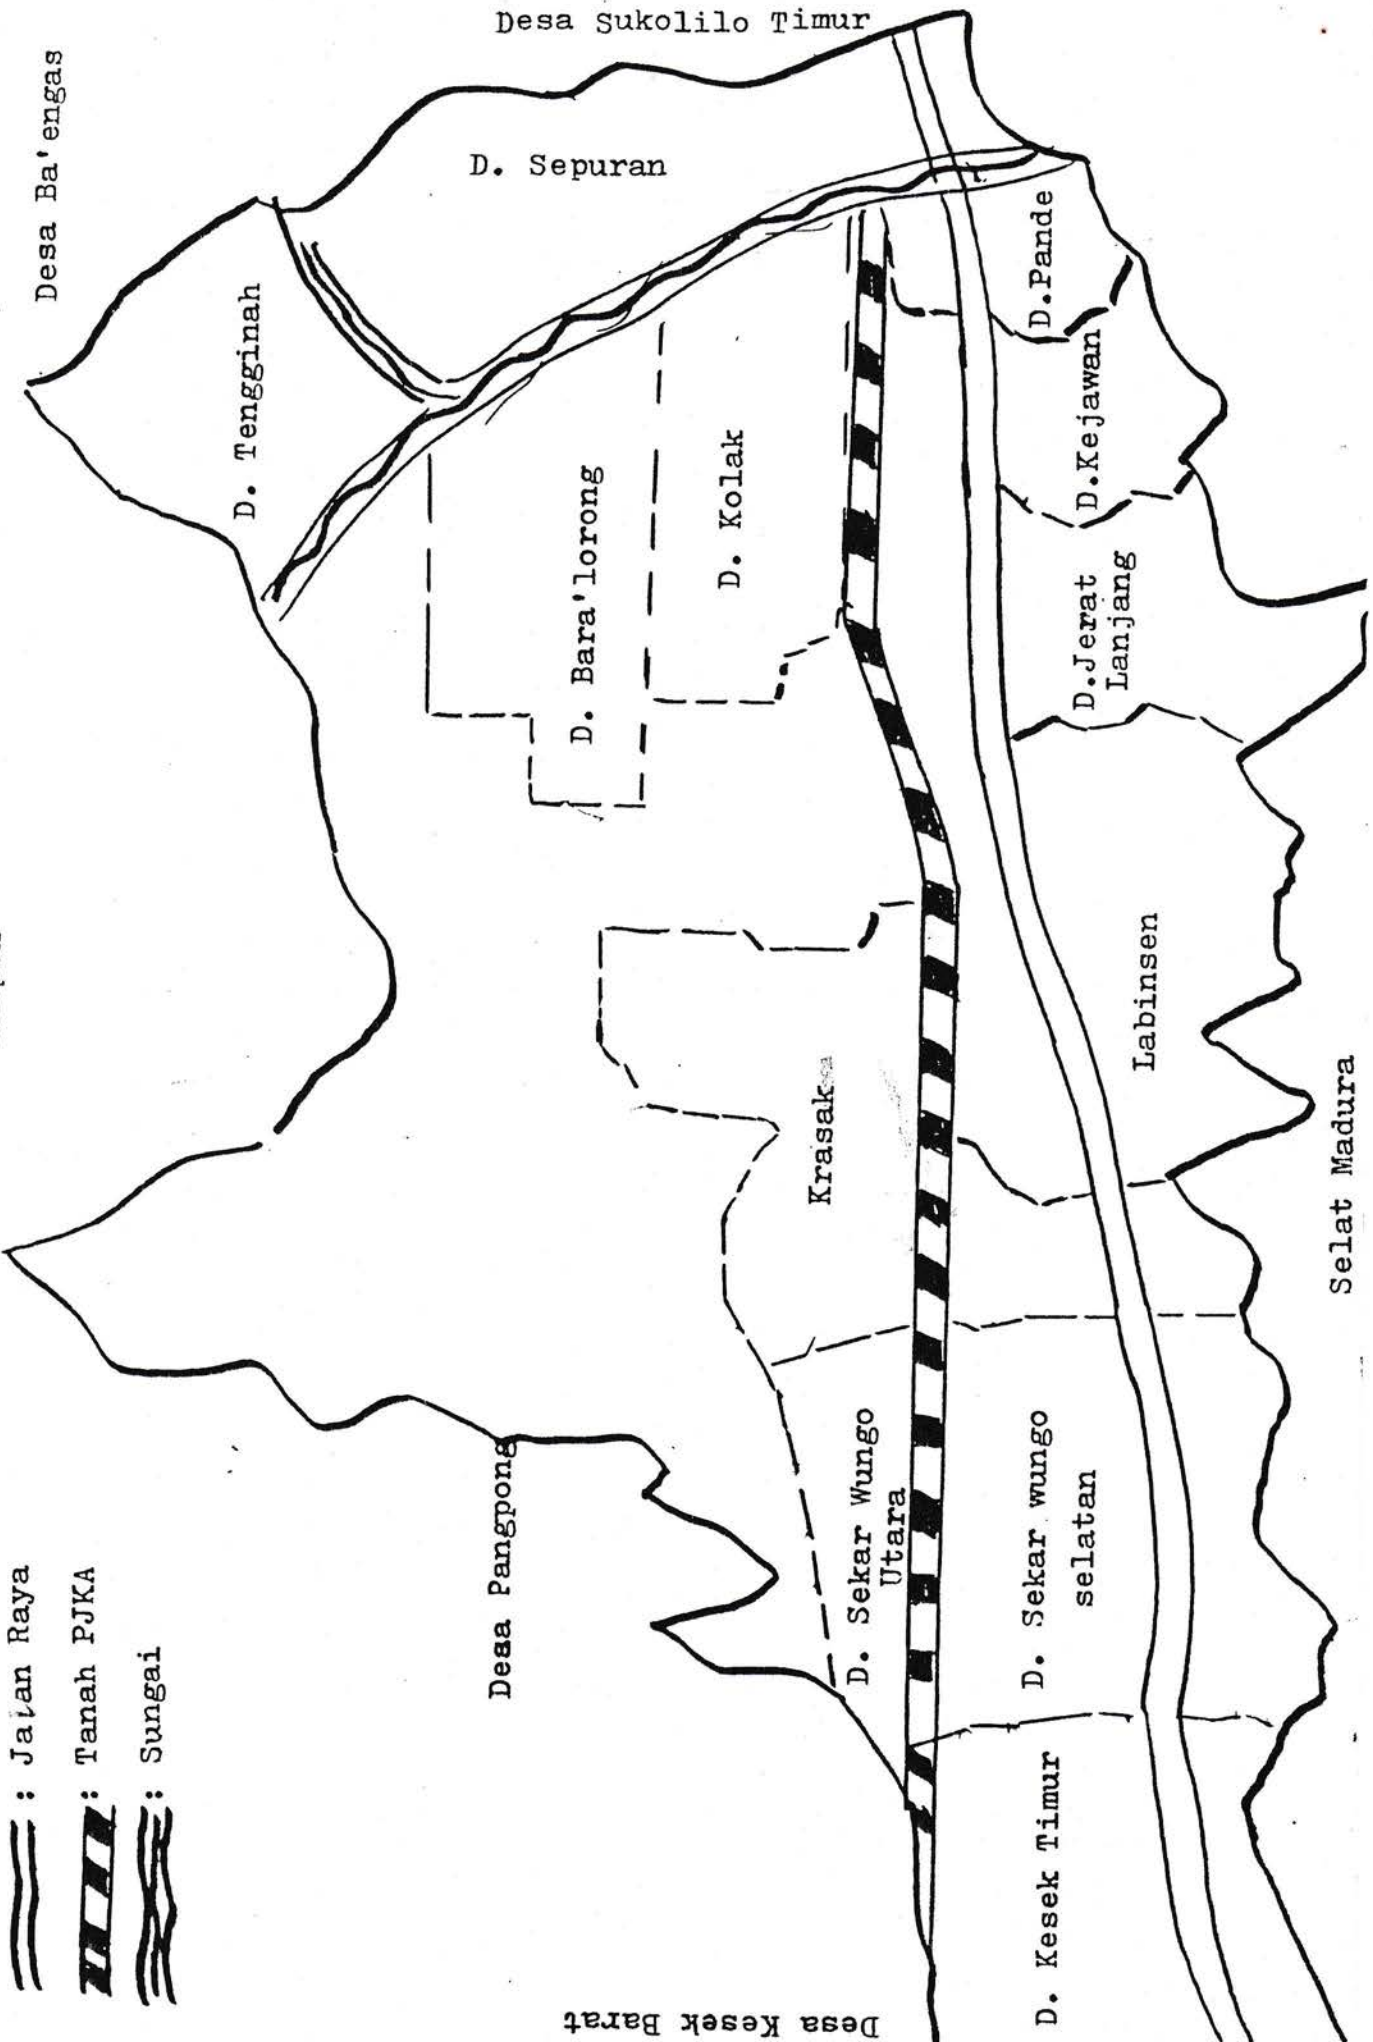 : Jalan Raya
: Tanah PJKA
: Sungai
Desa Ba'engas
Desa Sukolilo Timur
Desa Pangpong
Desa Kesek Barat
D. Tengginah
D. Sepuran
D. Bara'lorong
D. Kolak
Krasak
D. Sekar Wungo
Utara
D. Sekar wungo
selatan
D. Kesek Timur
Labinsen
D.Jerat
Lanjang
D.Kejawan
D.Pande
Selat Madura